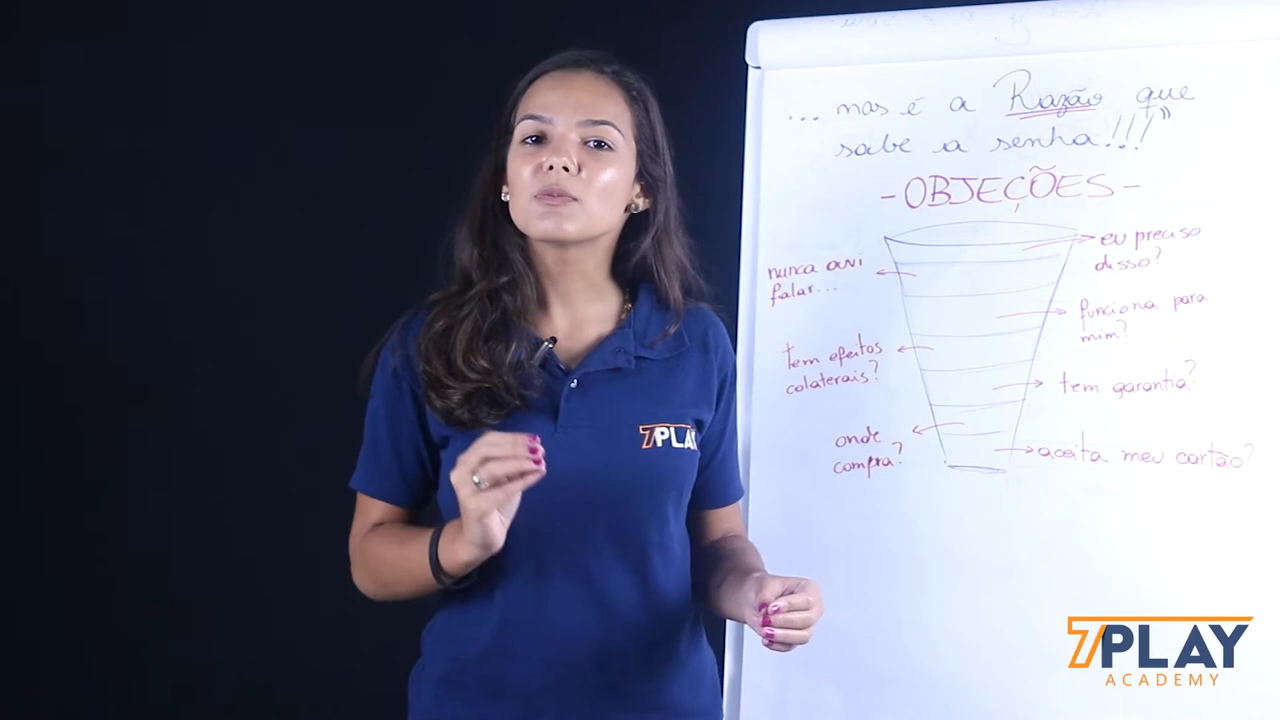 ... mas é a Razão que
sabe a senha!!!"
- OBJEÇÕES -
eu preciso
disso?
nunca ouvi
falar...
funciona para
mim?
tem efeitos
colaterais?
tem garantia?
onde
compra?
aceita meu cartão?
7PLAY
7PLAY
ACADEMY